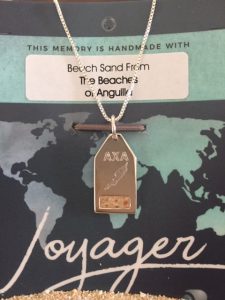 THIS MEMORY IS HANDMADE WITH
Beach Sand From
The Beaches
of Anguilla
AXA
Voyager